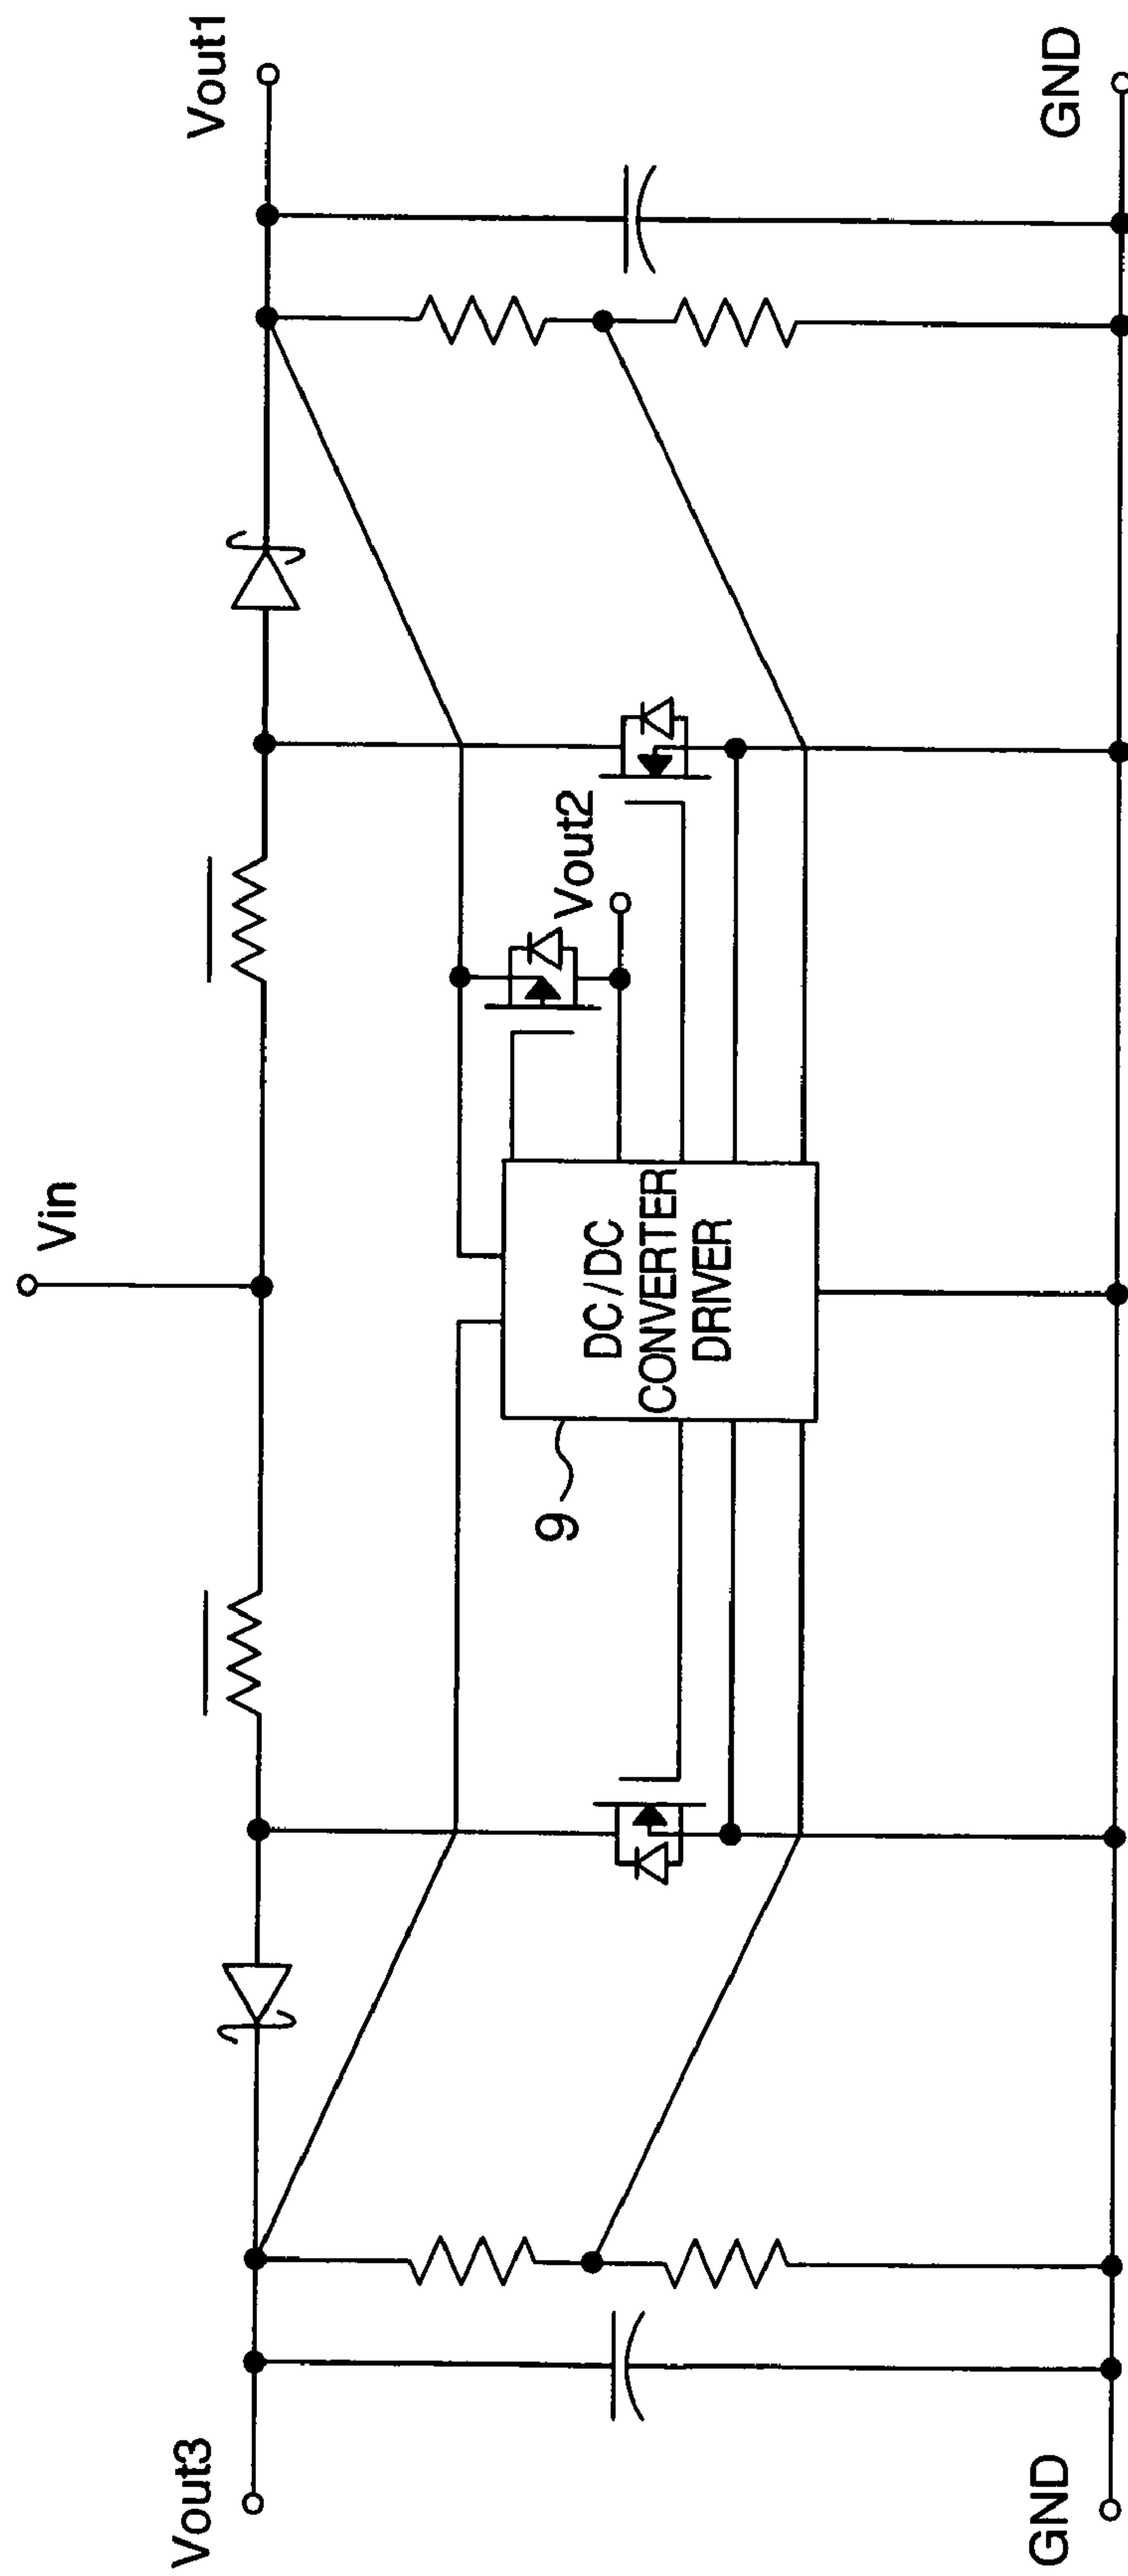 Vin
Vout3
Vout1
Vout2
9
DC/DC
CONVERTER
DRIVER
GND
GND